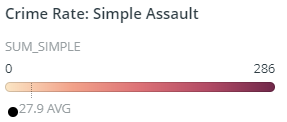 Crime Rate: Simple Assault
SUM_SIMPLE
0 286
27.9 AVG